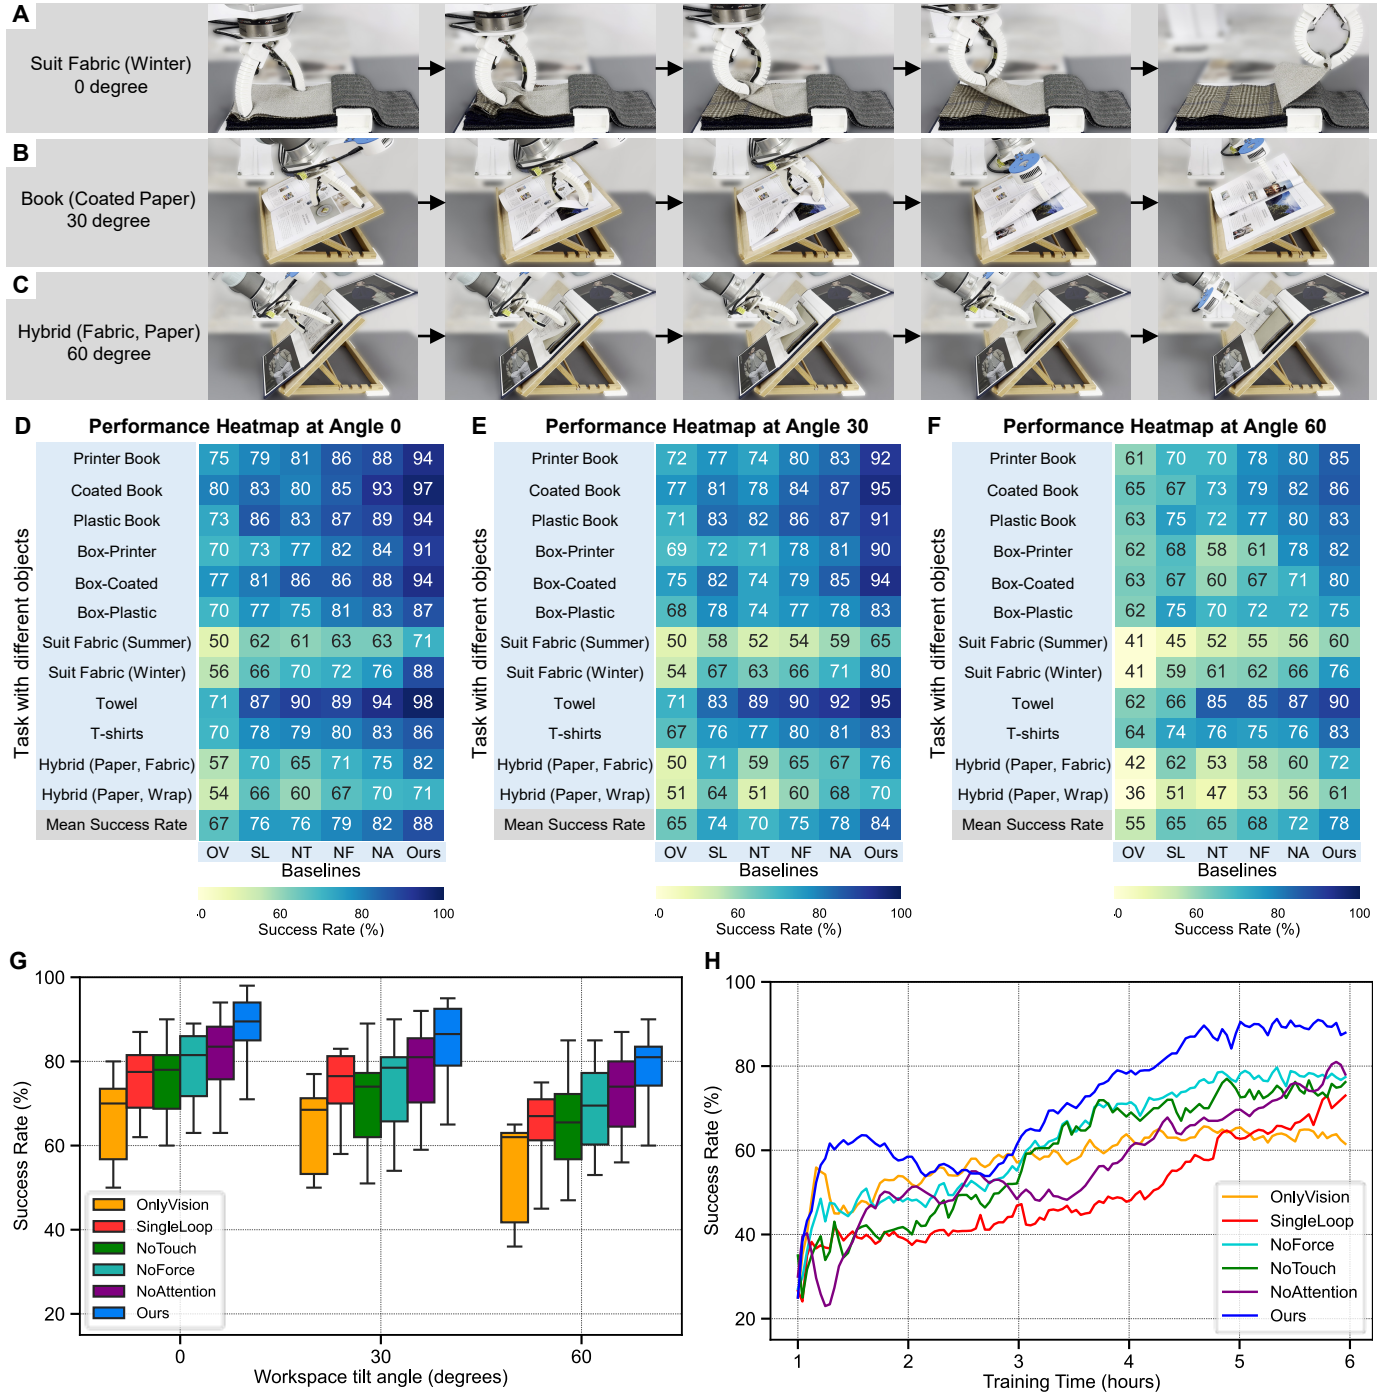 A
Suit Fabric (Winter)
0 degree
B
Book (Coated Paper)
30 degree
C
Hybrid (Fabric, Paper)
60 degree
D
Performance Heatmap at Angle 0
Task with different objects
Printer Book 75 79 81 86 88 94
Coated Book 80 83 80 85 93 97
Plastic Book 73 86 83 87 89 94
Box-Printer 70 73 77 82 84 91
Box-Coated 77 81 86 86 88 94
Box-Plastic 70 77 75 81 83 87
Suit Fabric (Summer) 50 62 61 63 63 71
Suit Fabric (Winter) 56 66 70 72 76 88
Towel 71 87 90 89 94 98
T-shirts 70 78 79 80 83 86
Hybrid (Paper, Fabric) 57 70 65 71 75 82
Hybrid (Paper, Wrap) 54 66 60 67 70 71
Mean Success Rate 67 76 76 79 82 88
OV SL NT NF NA Ours
Baselines
.0 60 80 100
Success Rate (%)
E
Performance Heatmap at Angle 30
Task with different objects
Printer Book 72 77 74 80 83 92
Coated Book 77 81 78 84 87 95
Plastic Book 71 83 82 86 87 91
Box-Printer 69 72 71 78 81 90
Box-Coated 75 82 74 79 85 94
Box-Plastic 68 78 74 77 78 83
Suit Fabric (Summer) 50 58 52 54 59 65
Suit Fabric (Winter) 54 67 63 66 71 80
Towel 71 83 89 90 92 95
T-shirts 67 76 77 80 81 83
Hybrid (Paper, Fabric) 50 71 59 65 67 76
Hybrid (Paper, Wrap) 51 64 51 60 68 70
Mean Success Rate 65 74 70 75 78 84
OV SL NT NF NA Ours
Baselines
.0 60 80 100
Success Rate (%)
F
Performance Heatmap at Angle 60
Task with different objects
Printer Book 61 70 70 78 80 85
Coated Book 65 67 73 79 82 86
Plastic Book 63 75 72 77 80 83
Box-Printer 62 68 58 61 78 82
Box-Coated 63 67 60 67 71 80
Box-Plastic 62 75 70 72 72 75
Suit Fabric (Summer) 41 45 52 55 56 60
Suit Fabric (Winter) 41 59 61 62 66 76
Towel 62 66 85 85 87 90
T-shirts 64 74 76 75 76 83
Hybrid (Paper, Fabric) 42 62 53 58 60 72
Hybrid (Paper, Wrap) 36 51 47 53 56 61
Mean Success Rate 55 65 65 68 72 78
OV SL NT NF NA Ours
Baselines
.0 60 80 100
Success Rate (%)
G
Success Rate (%)
100
80
60
40
20
OnlyVision
SingleLoop
NoTouch
NoForce
NoAttention
Ours
0 30 60
Workspace tilt angle (degrees)
H
Success Rate (%)
100
80
60
40
20
OnlyVision
SingleLoop
NoForce
NoTouch
NoAttention
Ours
1 2 3 4 5 6
Training Time (hours)